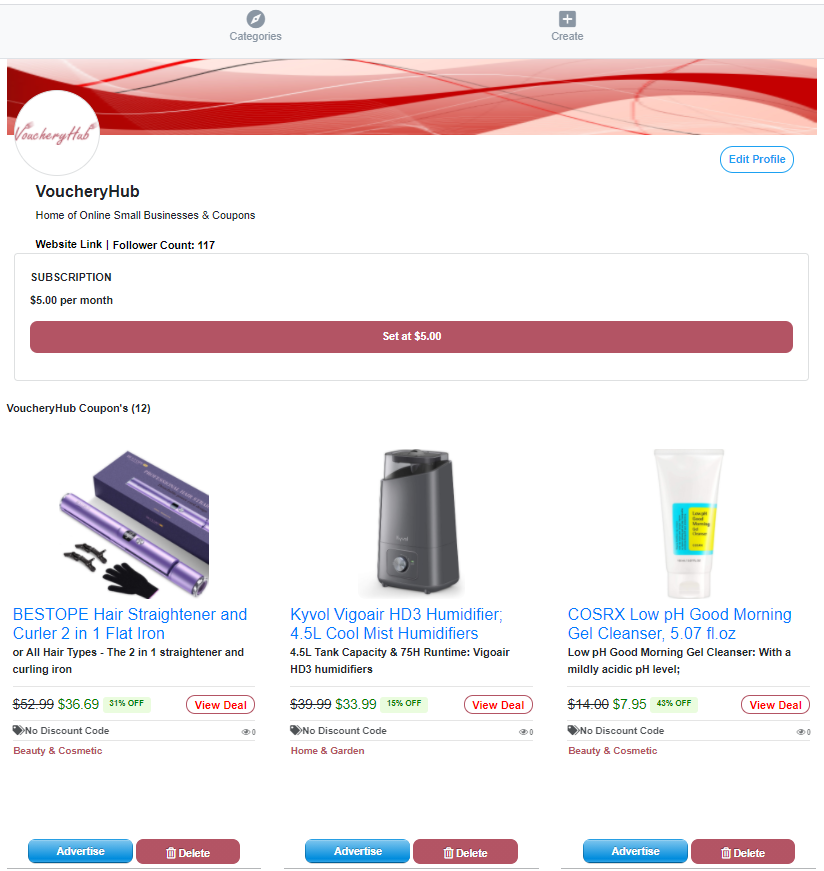 Categories
Create
VoucheryHub
Edit Profile
VoucheryHub
Home of Online Small Businesses & Coupons
Website Link | Follower Count: 117
SUBSCRIPTION
$5.00 per month
Set at $5.00
VoucheryHub Coupon's (12)
BESTOPE Hair Straightener and
Curler 2 in 1 Flat Iron
or All Hair Types - The 2 in 1 straightener and
curling iron
$52.99 $36.69 31% OFF View Deal
No Discount Code 0
Beauty & Cosmetic
Advertise Delete
Kyvol Vigoair HD3 Humidifier;
4.5L Cool Mist Humidifiers
4.5L Tank Capacity & 75H Runtime: Vigoair
HD3 humidifiers
$39.99 $33.99 15% OFF View Deal
No Discount Code 0
Home & Garden
Advertise Delete
Low pH
Good
Morning
Gel
Cleanser
COSRX Low pH Good Morning
Gel Cleanser, 5.07 fl.oz
Low pH Good Morning Gel Cleanser: With a
mildly acidic pH level;
$14.00 $7.95 43% OFF View Deal
No Discount Code 0
Beauty & Cosmetic
Advertise Delete